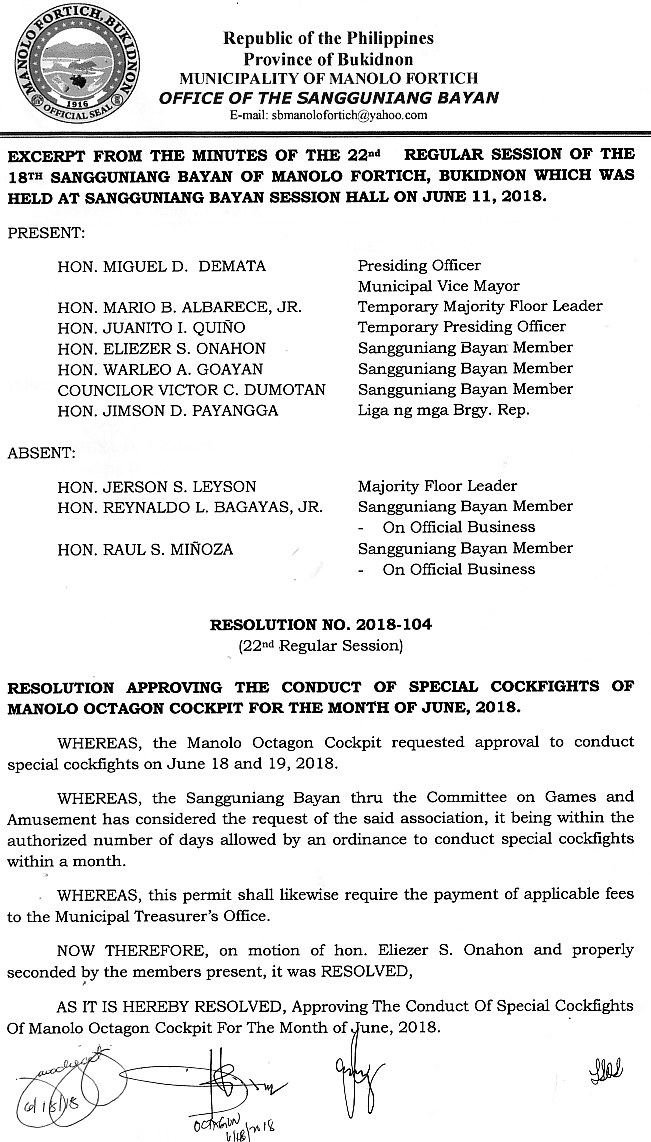 MANOLO FORTICH, BUKIDNON
1916
OFFICIAL SEAL
Republic of the Philippines
Province of Bukidnon
MUNICIPALITY OF MANOLO FORTICH
OFFICE OF THE SANGGUNIANG BAYAN
E-mail: sbmanolofortich@yahoo.com
EXCERPT FROM THE MINUTES OF THE 22nd REGULAR SESSION OF THE
18TH SANGGUNIANG BAYAN OF MANOLO FORTICH, BUKIDNON WHICH WAS
HELD AT SANGGUNIANG BAYAN SESSION HALL ON JUNE 11, 2018.
PRESENT:
HON. MIGUEL D. DEMATA Presiding Officer
Municipal Vice Mayor
HON. MARIO B. ALBARECE, JR. Temporary Majority Floor Leader
HON. JUANITO I. QUIÑO Temporary Presiding Officer
HON. ELIEZER S. ONAHON Sangguniang Bayan Member
HON. WARLEO A. GOAYAN Sangguniang Bayan Member
COUNCILOR VICTOR C. DUMOTAN Sangguniang Bayan Member
HON. JIMSON D. PAYANGGA Liga ng mga Brgy. Rep.
ABSENT:
HON. JERSON S. LEYSON Majority Floor Leader
HON. REYNALDO L. BAGAYAS, JR. Sangguniang Bayan Member
- On Official Business
HON. RAUL S. MIÑOZA Sangguniang Bayan Member
- On Official Business
RESOLUTION NO. 2018-104
(22nd Regular Session)
RESOLUTION APPROVING THE CONDUCT OF SPECIAL COCKFIGHTS OF
MANOLO OCTAGON COCKPIT FOR THE MONTH OF JUNE, 2018.
WHEREAS, the Manolo Octagon Cockpit requested approval to conduct
special cockfights on June 18 and 19, 2018.
WHEREAS, the Sangguniang Bayan thru the Committee on Games and
Amusement has considered the request of the said association, it being within the
authorized number of days allowed by an ordinance to conduct special cockfights
within a month.
WHEREAS, this permit shall likewise require the payment of applicable fees
to the Municipal Treasurer's Office.
NOW THEREFORE, on motion of hon. Eliezer S. Onahon and properly
seconded by the members present, it was RESOLVED,
AS IT IS HEREBY RESOLVED, Approving The Conduct Of Special Cockfights
Of Manolo Octagon Cockpit For The Month of June, 2018.
6/18/18
OCTAGON
6/18/2018